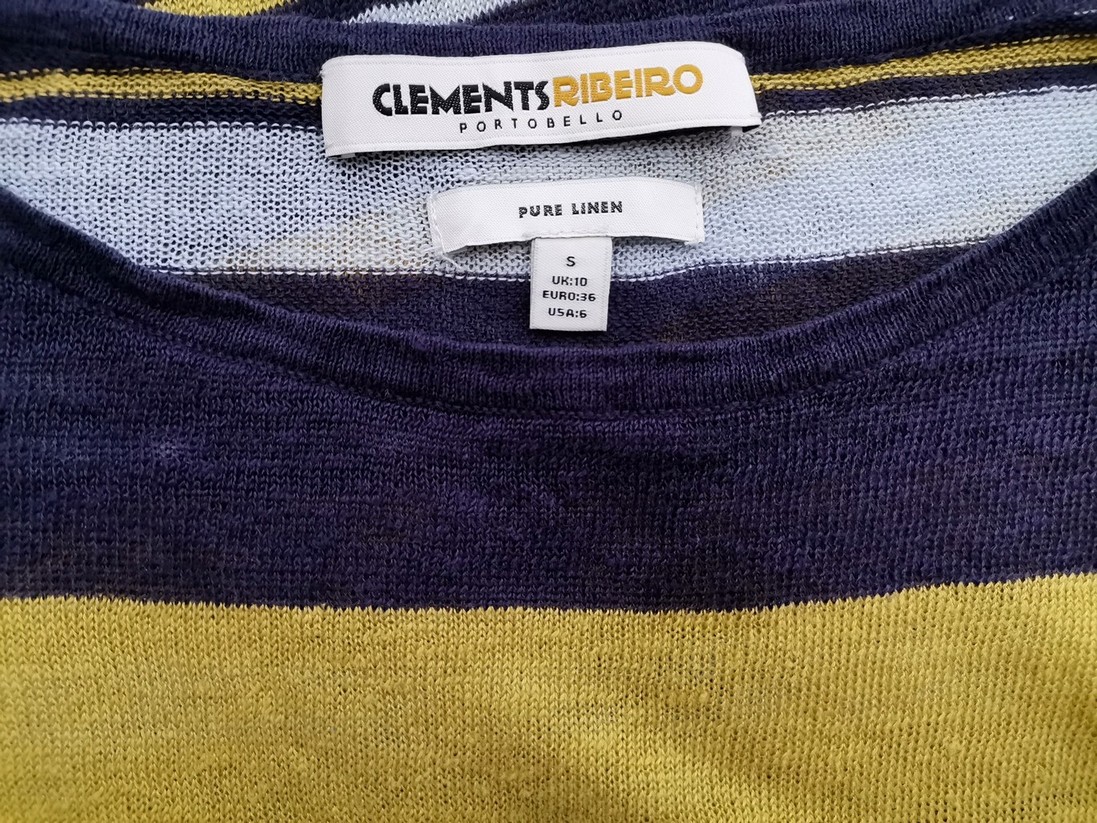 CLEMENTSRIBEIRO
PORTOBELLO
PURE LINEN
S
UK:10
EURO:36
USA:6